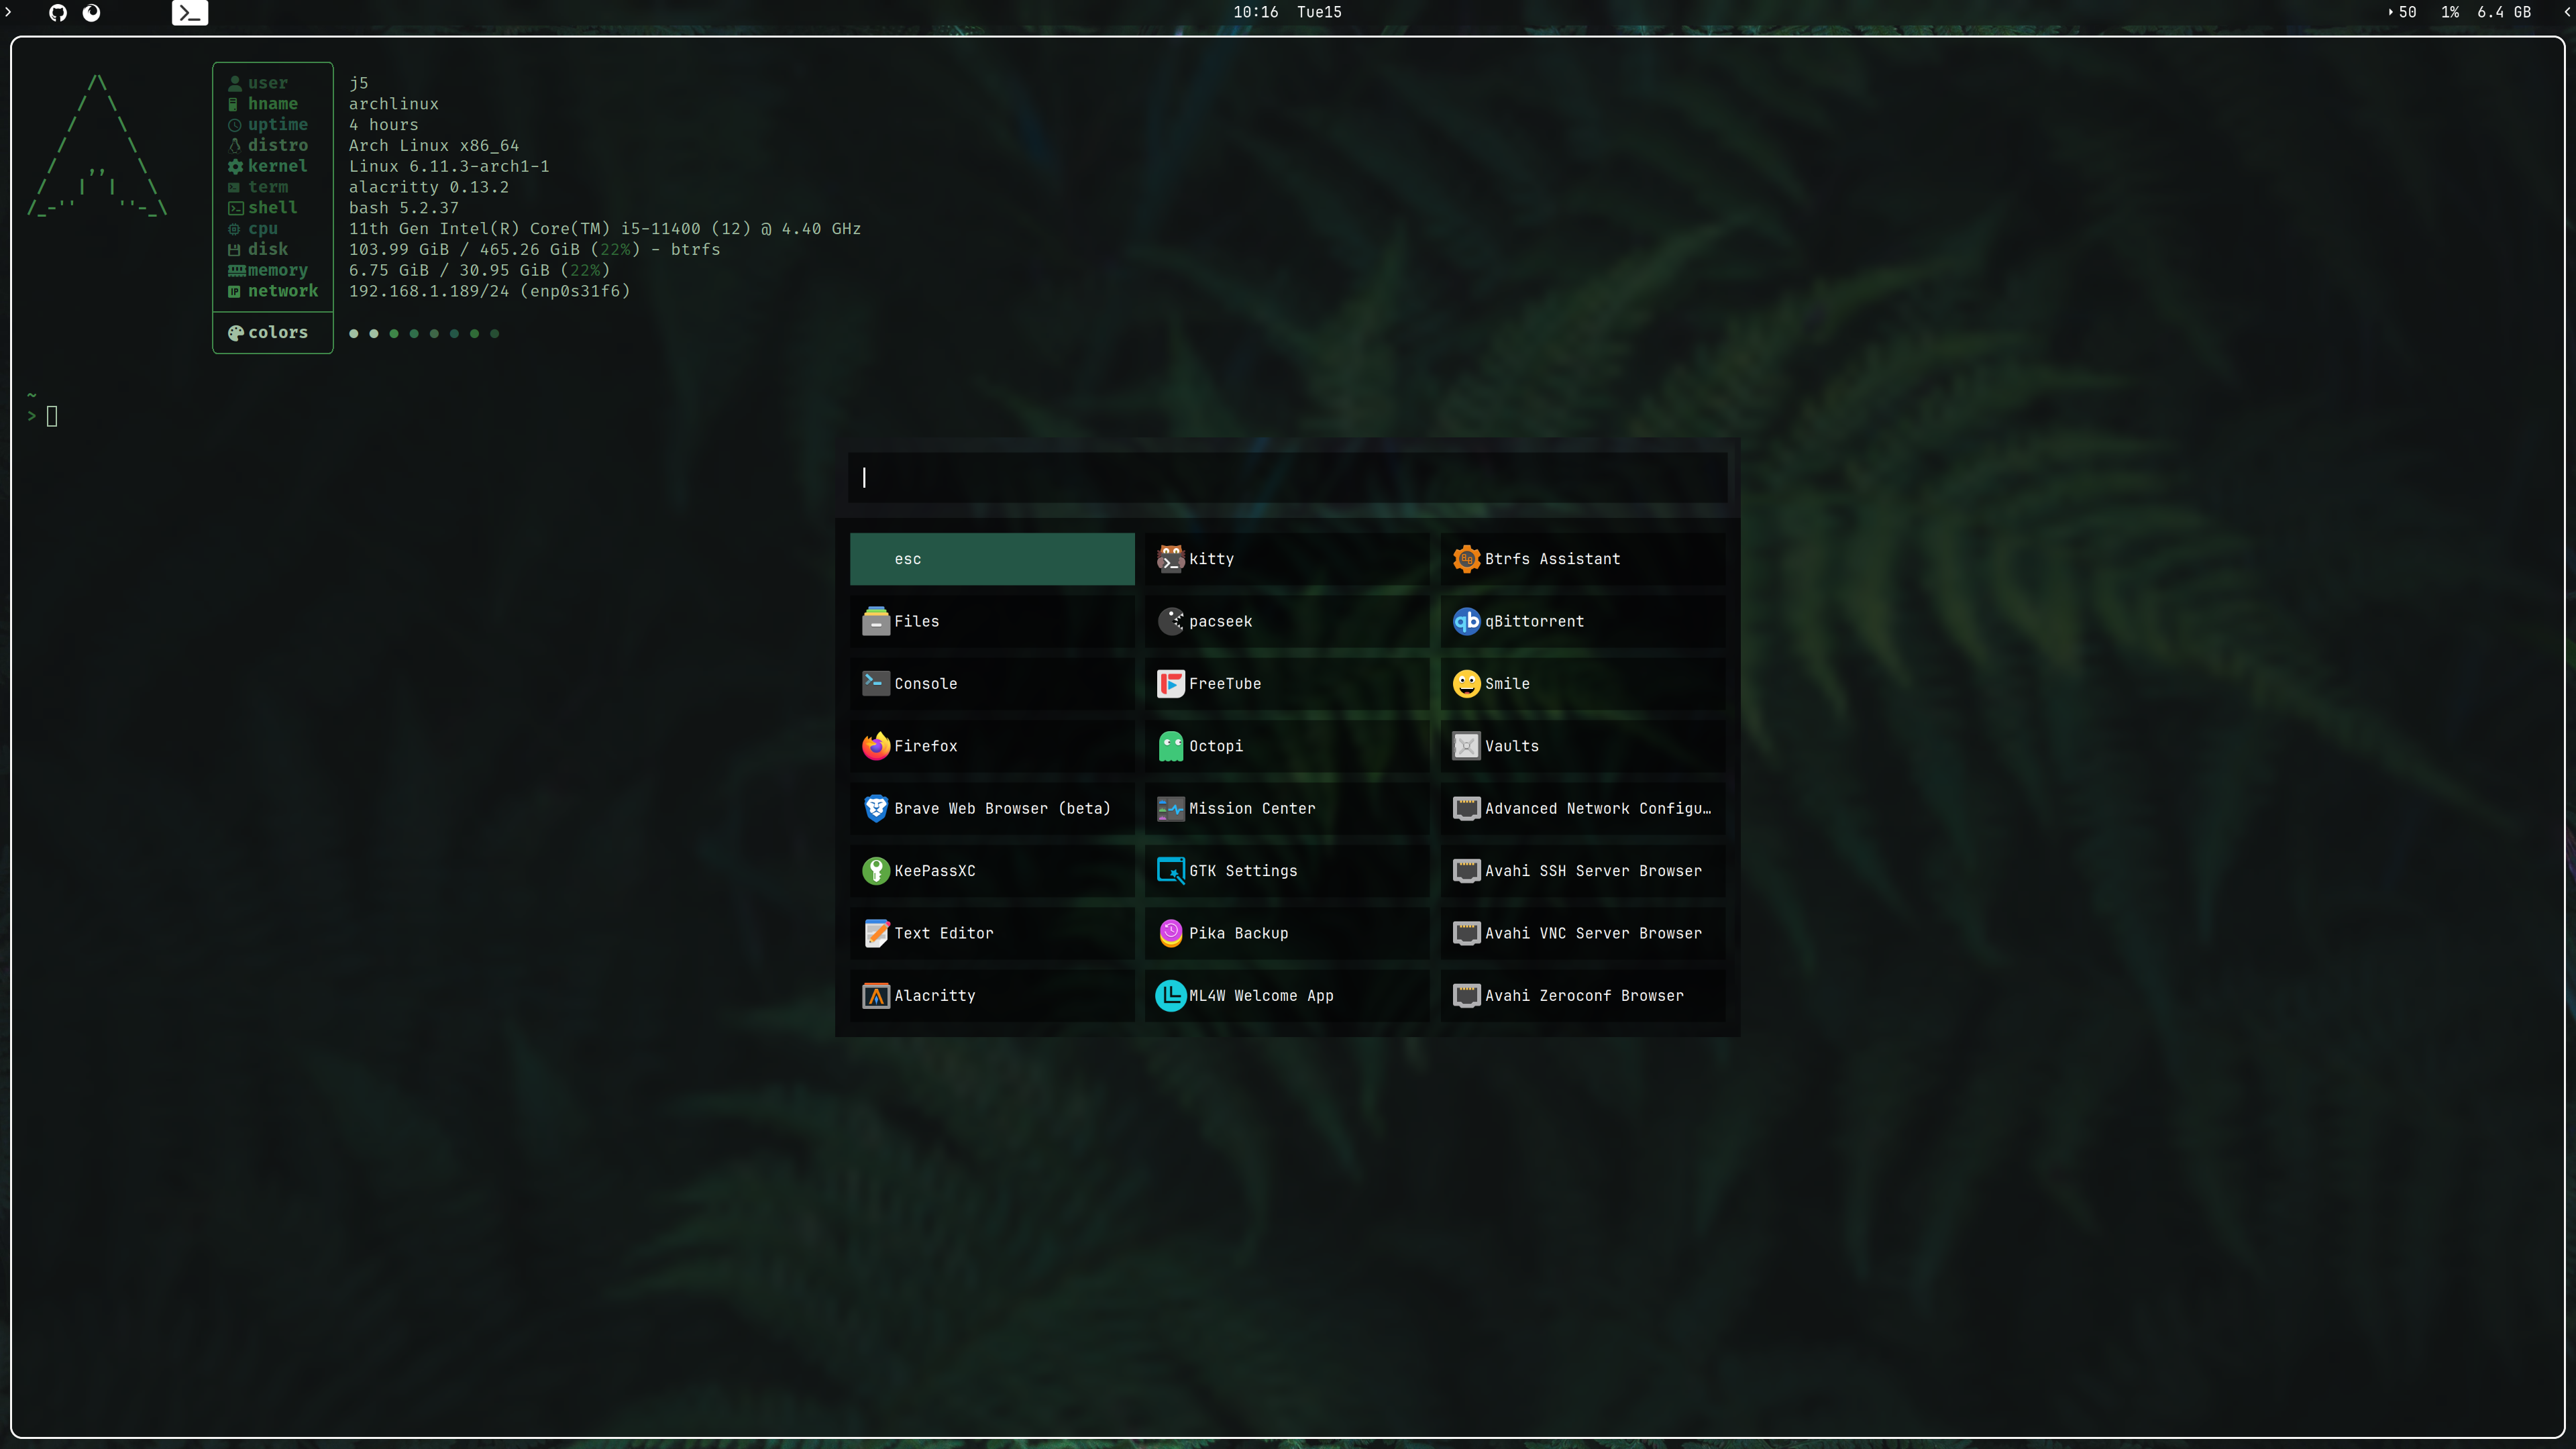 10:16 Tue15
50 1% 6.4 GB
user j5
hname archlinux
uptime 4 hours
distro Arch Linux x86_64
kernel Linux 6.11.3-arch1-1
term alacritty 0.13.2
shell bash 5.2.37
cpu 11th Gen Intel(R) Core(TM) i5-11400 (12) @ 4.40 GHz
disk 103.99 GiB / 465.26 GiB (22%) - btrfs
memory 6.75 GiB / 30.95 GiB (22%)
network 192.168.1.189/24 (enp0s31f6)
colors
~
>
esc
kitty
Btrfs Assistant
Files
pacseek
qBittorrent
Console
FreeTube
Smile
Firefox
Octopi
Vaults
Brave Web Browser (beta)
Mission Center
Advanced Network Configu…
KeePassXC
GTK Settings
Avahi SSH Server Browser
Text Editor
Pika Backup
Avahi VNC Server Browser
Alacritty
ML4W Welcome App
Avahi Zeroconf Browser